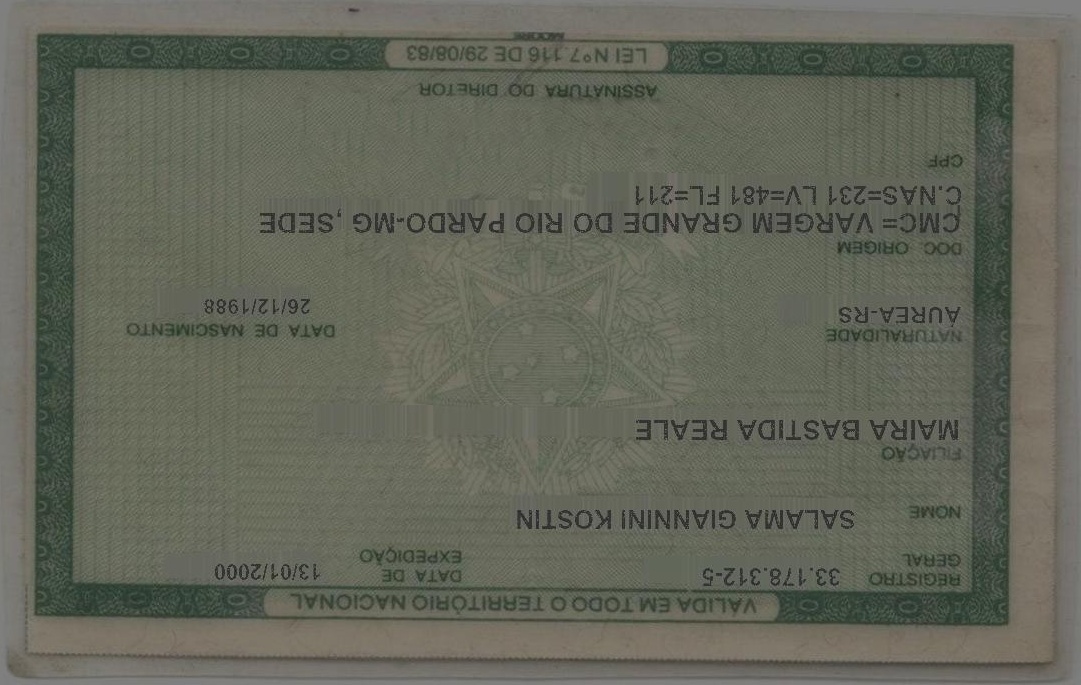 VÁLIDA EM TODO O TERRITÓRIO NACIONAL
REGISTRO GERAL 33.178.312-5 DATA DE EXPEDIÇÃO 13/01/2000
NOME SALAMA GIANNINI KOSTIN
FILIAÇÃO
MAIRA BASTIDA REALE
NATURALIDADE DATA DE NASCIMENTO
ÁUREA-RS 26/12/1988
DOC ORIGEM
CMC= VARGEM GRANDE DO RIO PARDO-MG ,SEDE
C.NAS=231 LV=481 FL=211
CPF
ASSINATURA DO DIRETOR
LEI Nº 7.116 DE 29/08/83